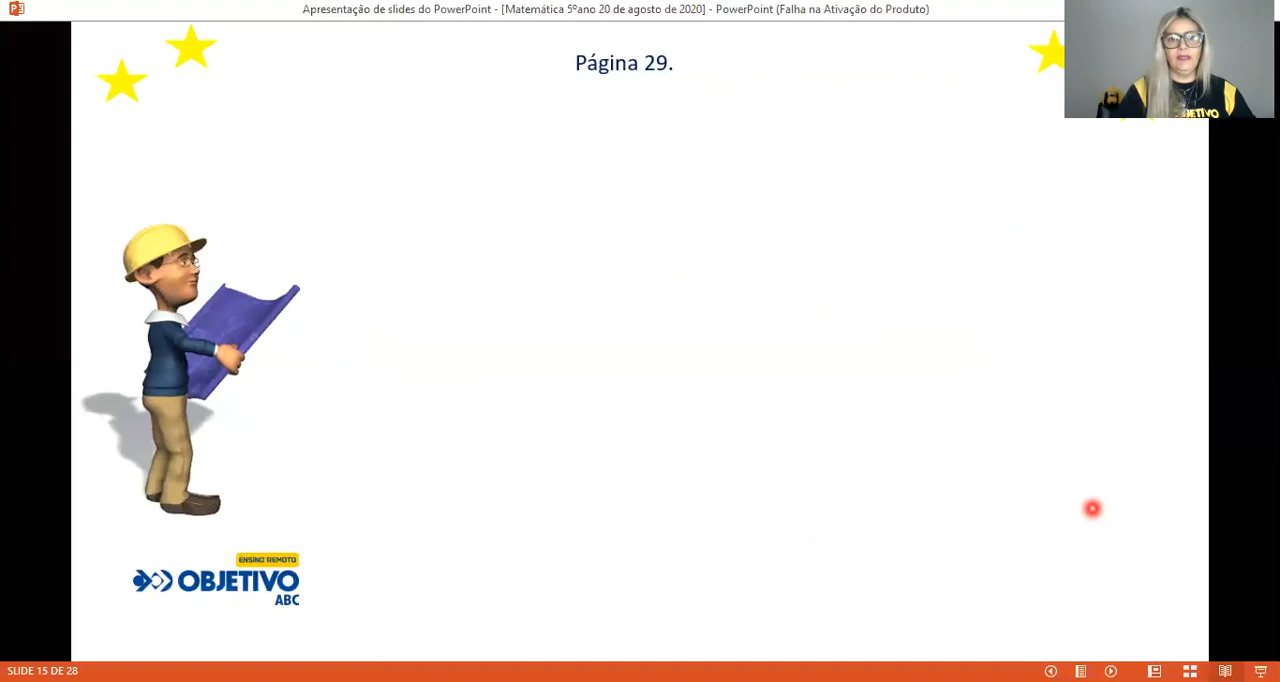 Apresentação de slides do PowerPoint - [Matemática 5ºano 20 de agosto de 2020] - PowerPoint (Falha na Ativação do Produto)
Página 29.
ENSINO REMOTO
OBJETIVO
ABC
SLIDE 15 DE 28